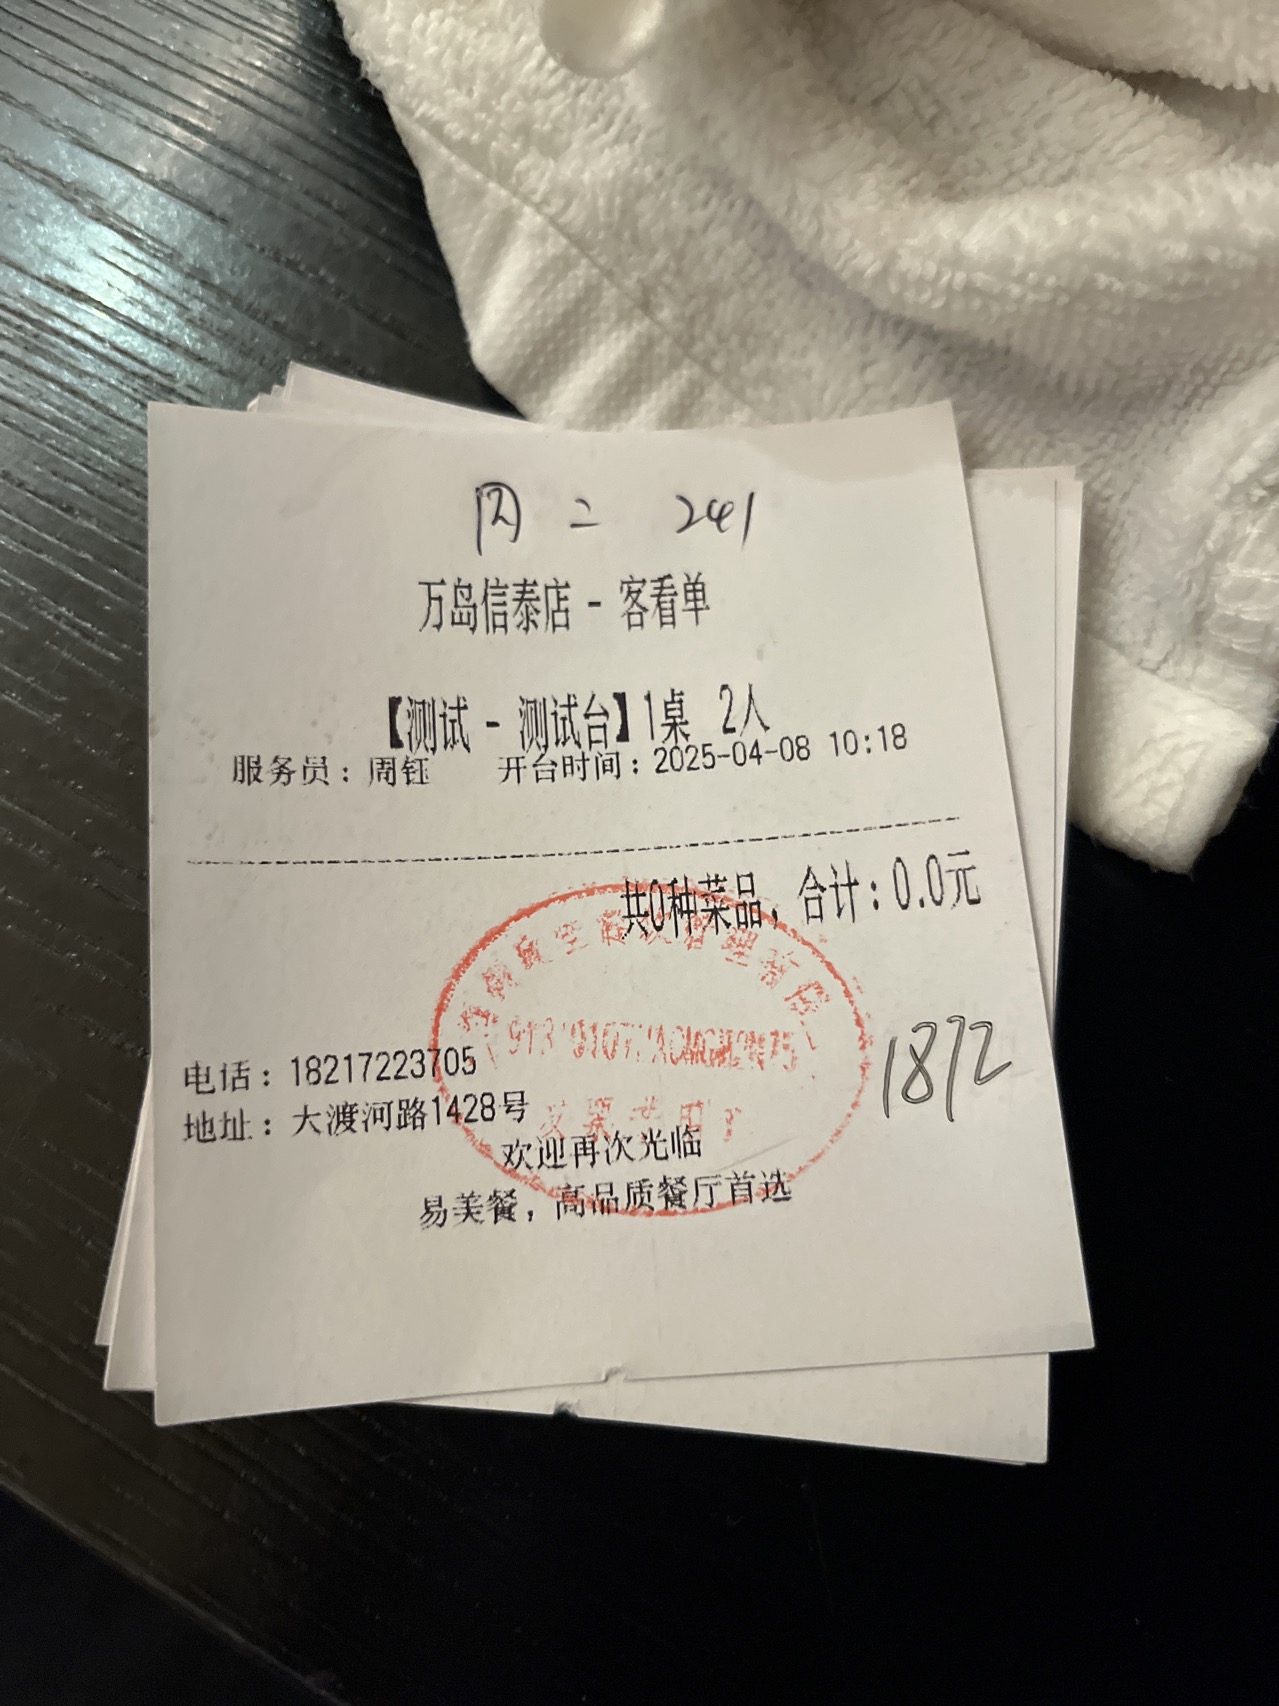 二 241
万岛信泰店 - 客看单
【测试 - 测试台】1桌 2人
服务员：周钰 开台时间：2025-04-08 10:18
共0种菜品，合计：0.0元
1872
电话：18217223705
地址：大渡河路1428号
欢迎再次光临
易美餐，高品质餐厅首选